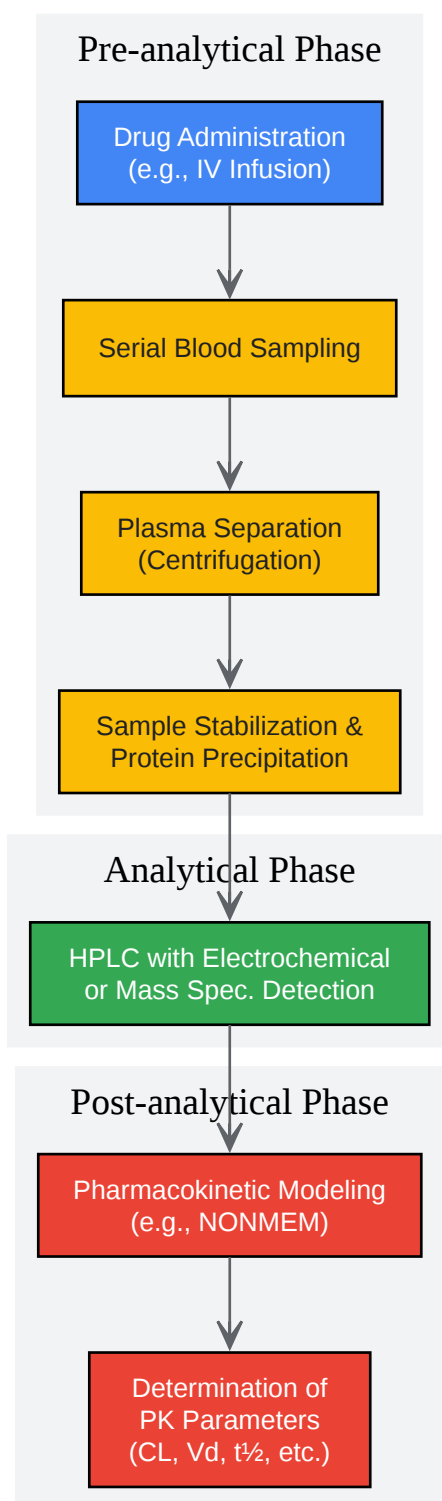 Pre-analytical Phase
Drug Administration
(e.g., IV Infusion)
Serial Blood Sampling
Plasma Separation
(Centrifugation)
Sample Stabilization &
Protein Precipitation
Analytical Phase
HPLC with Electrochemical
or Mass Spec. Detection
Post-analytical Phase
Pharmacokinetic Modeling
(e.g., NONMEM)
Determination of
PK Parameters
(CL, Vd, t½, etc.)